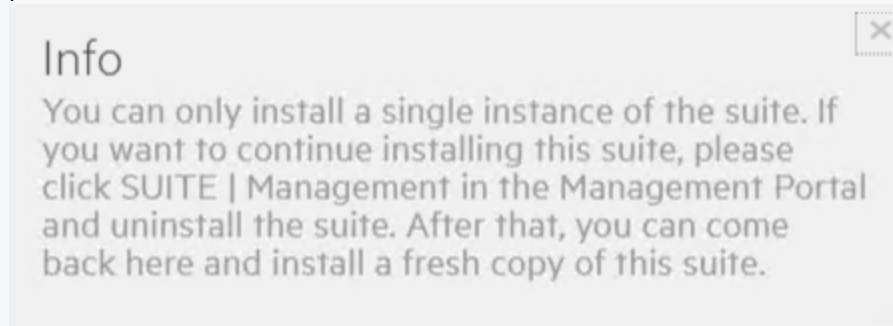 Info
You can only install a single instance of the suite. If
you want to continue installing this suite, please
click SUITE | Management in the Management Portal
and uninstall the suite. After that, you can come
back here and install a fresh copy of this suite.